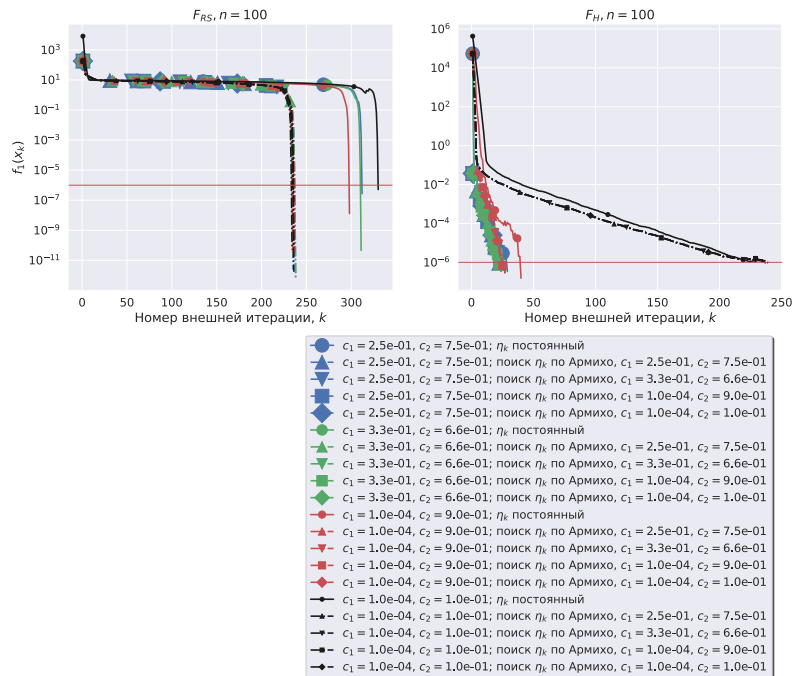 F_RS, n = 100
F_H, n = 100
f_1(x_k)
10^3
10^1
10^−1
10^−3
10^−5
10^−7
10^−9
10^−11
0 50 100 150 200 250 300
Номер внешней итерации, k
10^6
10^4
10^2
10^0
10^−2
10^−4
10^−6
0 50 100 150 200 250
Номер внешней итерации, k
c_1 = 2.5e–01, c_2 = 7.5e–01; η_k постоянный
c_1 = 2.5e–01, c_2 = 7.5e–01; поиск η_k по Армихо, c_1 = 2.5e–01, c_2 = 7.5e–01
c_1 = 2.5e–01, c_2 = 7.5e–01; поиск η_k по Армихо, c_1 = 3.3e–01, c_2 = 6.6e–01
c_1 = 2.5e–01, c_2 = 7.5e–01; поиск η_k по Армихо, c_1 = 1.0e–04, c_2 = 9.0e–01
c_1 = 2.5e–01, c_2 = 7.5e–01; поиск η_k по Армихо, c_1 = 1.0e–04, c_2 = 1.0e–01
c_1 = 3.3e–01, c_2 = 6.6e–01; η_k постоянный
c_1 = 3.3e–01, c_2 = 6.6e–01; поиск η_k по Армихо, c_1 = 2.5e–01, c_2 = 7.5e–01
c_1 = 3.3e–01, c_2 = 6.6e–01; поиск η_k по Армихо, c_1 = 3.3e–01, c_2 = 6.6e–01
c_1 = 3.3e–01, c_2 = 6.6e–01; поиск η_k по Армихо, c_1 = 1.0e–04, c_2 = 9.0e–01
c_1 = 3.3e–01, c_2 = 6.6e–01; поиск η_k по Армихо, c_1 = 1.0e–04, c_2 = 1.0e–01
c_1 = 1.0e–04, c_2 = 9.0e–01; η_k постоянный
c_1 = 1.0e–04, c_2 = 9.0e–01; поиск η_k по Армихо, c_1 = 2.5e–01, c_2 = 7.5e–01
c_1 = 1.0e–04, c_2 = 9.0e–01; поиск η_k по Армихо, c_1 = 3.3e–01, c_2 = 6.6e–01
c_1 = 1.0e–04, c_2 = 9.0e–01; поиск η_k по Армихо, c_1 = 1.0e–04, c_2 = 9.0e–01
c_1 = 1.0e–04, c_2 = 9.0e–01; поиск η_k по Армихо, c_1 = 1.0e–04, c_2 = 1.0e–01
c_1 = 1.0e–04, c_2 = 1.0e–01; η_k постоянный
c_1 = 1.0e–04, c_2 = 1.0e–01; поиск η_k по Армихо, c_1 = 2.5e–01, c_2 = 7.5e–01
c_1 = 1.0e–04, c_2 = 1.0e–01; поиск η_k по Армихо, c_1 = 3.3e–01, c_2 = 6.6e–01
c_1 = 1.0e–04, c_2 = 1.0e–01; поиск η_k по Армихо, c_1 = 1.0e–04, c_2 = 9.0e–01
c_1 = 1.0e–04, c_2 = 1.0e–01; поиск η_k по Армихо, c_1 = 1.0e–04, c_2 = 1.0e–01